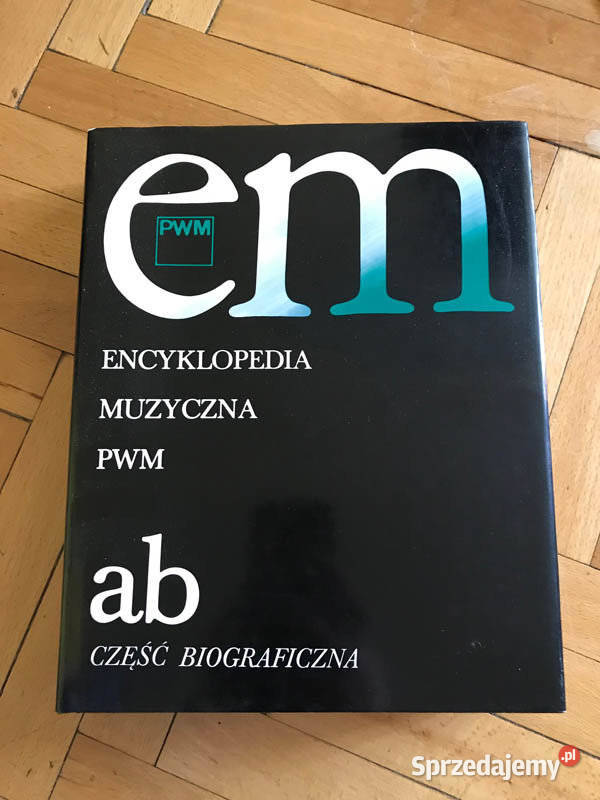 em
PWM
ENCYKLOPEDIA
MUZYCZNA
PWM
ab
CZĘŚĆ BIOGRAFICZNA
Sprzedajemy.pl